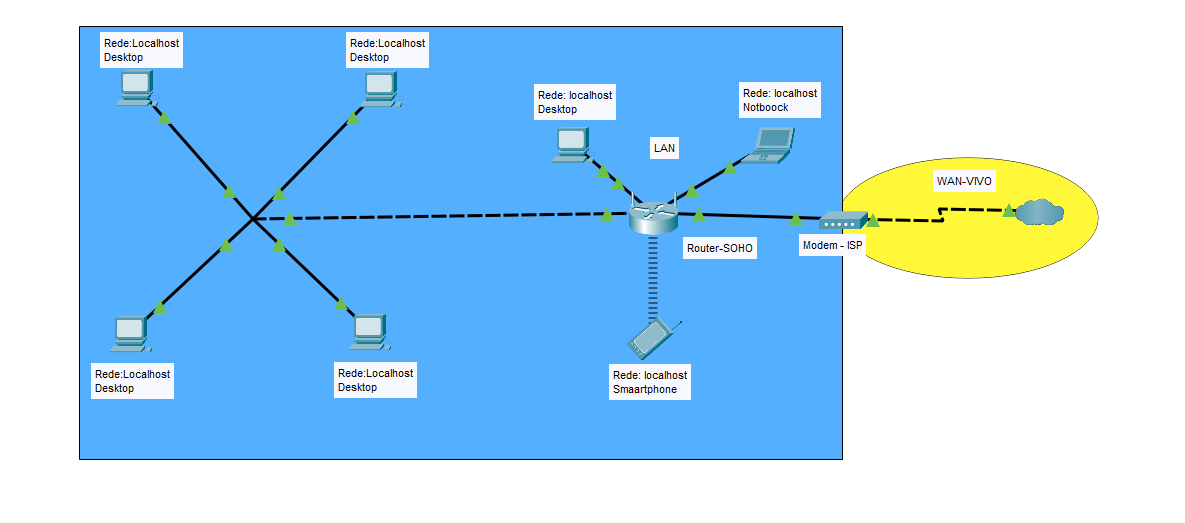 Rede:Localhost
Desktop
Rede:Localhost
Desktop
Rede: localhost
Desktop
Rede: localhost
Notboock
LAN
WAN-VIVO
Router-SOHO
Modem - ISP
Rede:Localhost
Desktop
Rede:Localhost
Desktop
Rede: localhost
Smaartphone